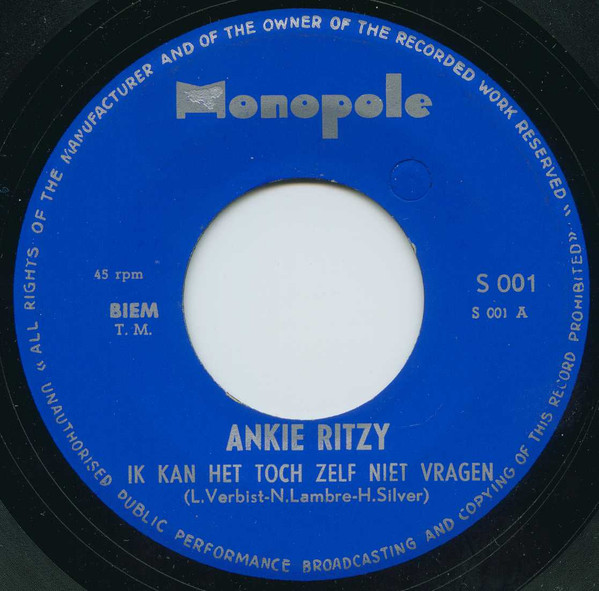 « ALL RIGHTS OF THE MANUFACTURER AND OF THE OWNER OF THE RECORDED WORK RESERVED »
Monopole
45 rpm
BIEM
T. M.
S 001
S 001 A
ANKIE RITZY
IK KAN HET TOCH ZELF NIET VRAGEN
(L.Verbist-N.Lambre-H.Silver)
UNAUTHORISED PUBLIC PERFORMANCE BROADCASTING AND COPYING OF THIS RECORD PROHIBITED»